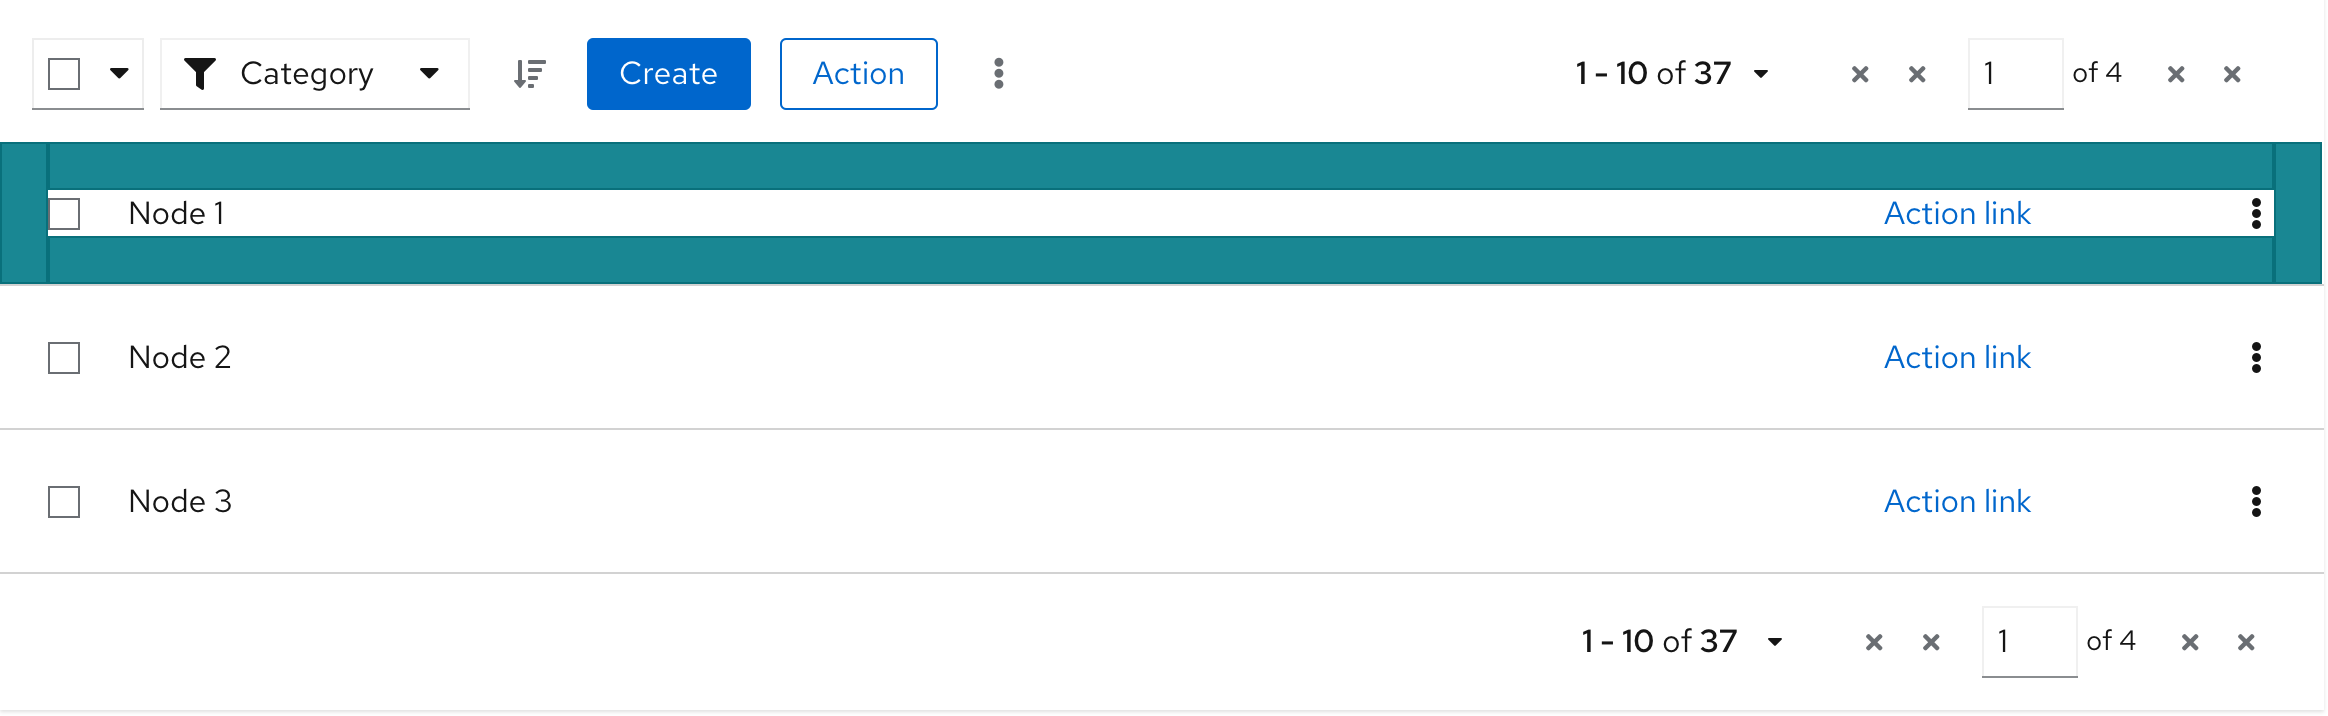 Category Create Action 1 - 10 of 37 1 of 4
Node 1 Action link
Node 2 Action link
Node 3 Action link
1 - 10 of 37 1 of 4